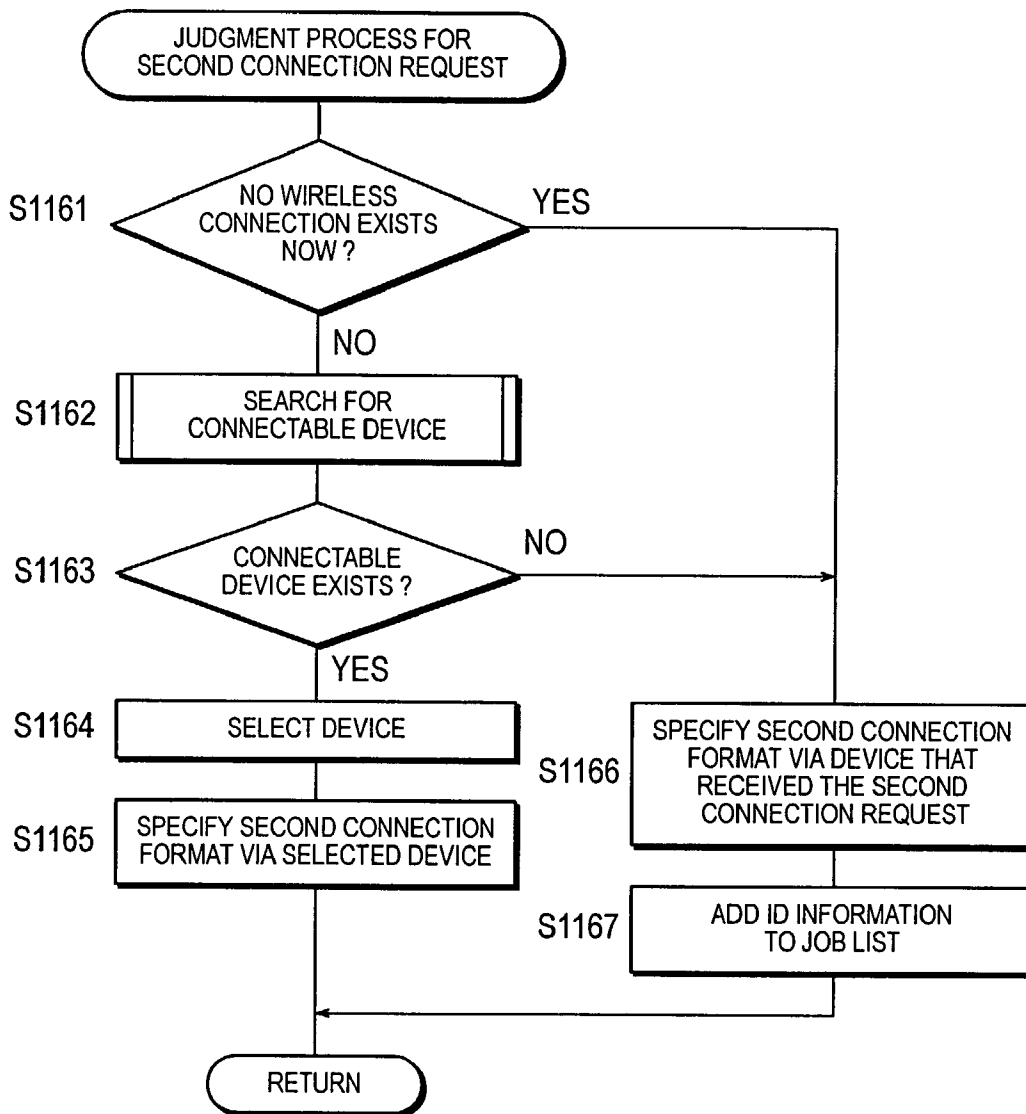 JUDGMENT PROCESS FOR
SECOND CONNECTION REQUEST
S1161
NO WIRELESS
CONNECTION EXISTS
NOW ?
YES
NO
S1162
SEARCH FOR
CONNECTABLE DEVICE
S1163
CONNECTABLE
DEVICE EXISTS ?
NO
YES
S1164
SELECT DEVICE
S1165
SPECIFY SECOND CONNECTION
FORMAT VIA SELECTED DEVICE
S1166
SPECIFY SECOND CONNECTION
FORMAT VIA DEVICE THAT
RECEIVED THE SECOND
CONNECTION REQUEST
S1167
ADD ID INFORMATION
TO JOB LIST
RETURN